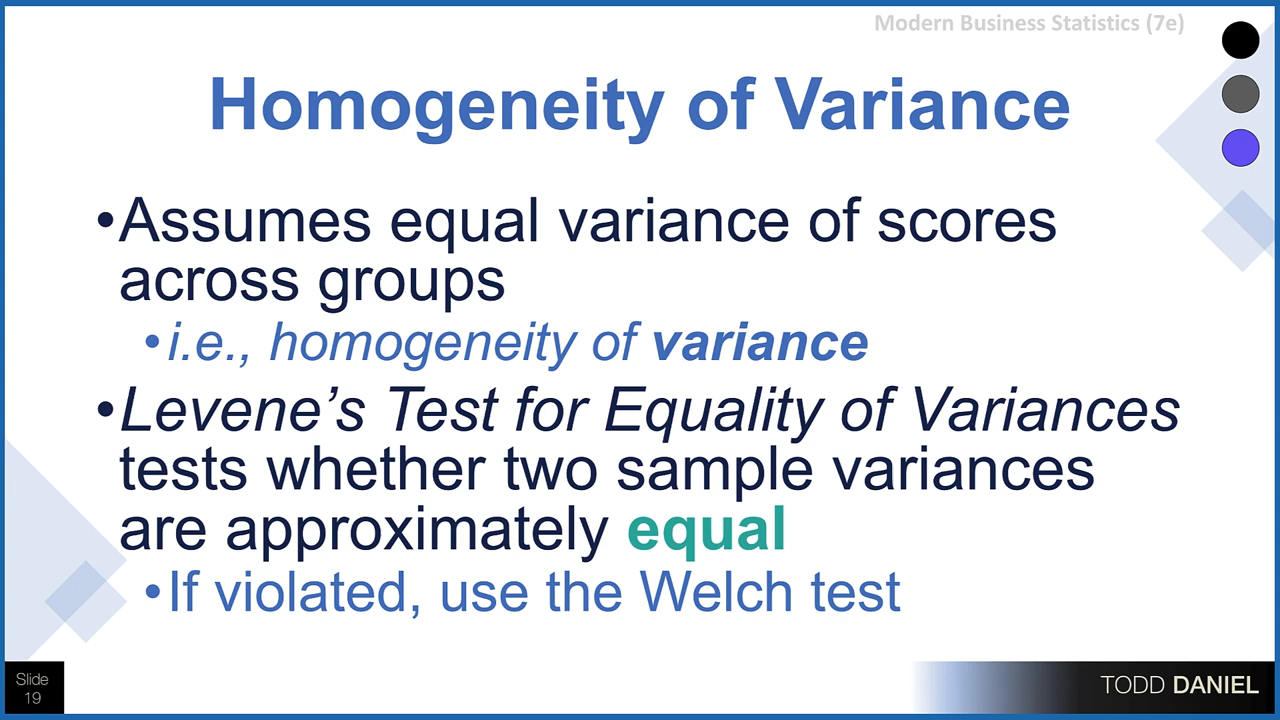 Modern Business Statistics (7e)
Homogeneity of Variance
•Assumes equal variance of scores
across groups
•i.e., homogeneity of variance
•Levene’s Test for Equality of Variances
tests whether two sample variances
are approximately equal
•If violated, use the Welch test
Slide
19
TODD DANIEL